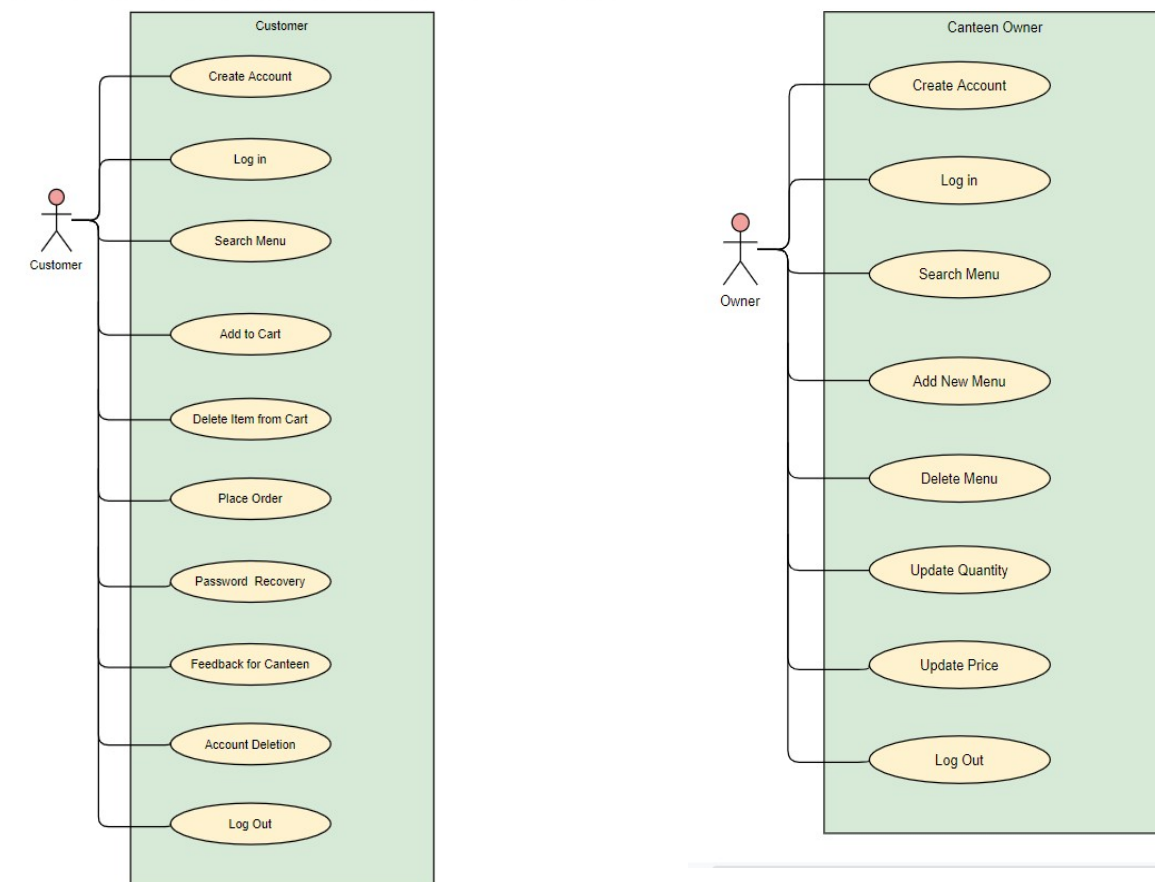 Customer
Create Account
Log in
Search Menu
Customer
Add to Cart
Delete Item from Cart
Place Order
Password Recovery
Feedback for Canteen
Account Deletion
Log Out
Canteen Owner
Create Account
Log in
Search Menu
Owner
Add New Menu
Delete Menu
Update Quantity
Update Price
Log Out